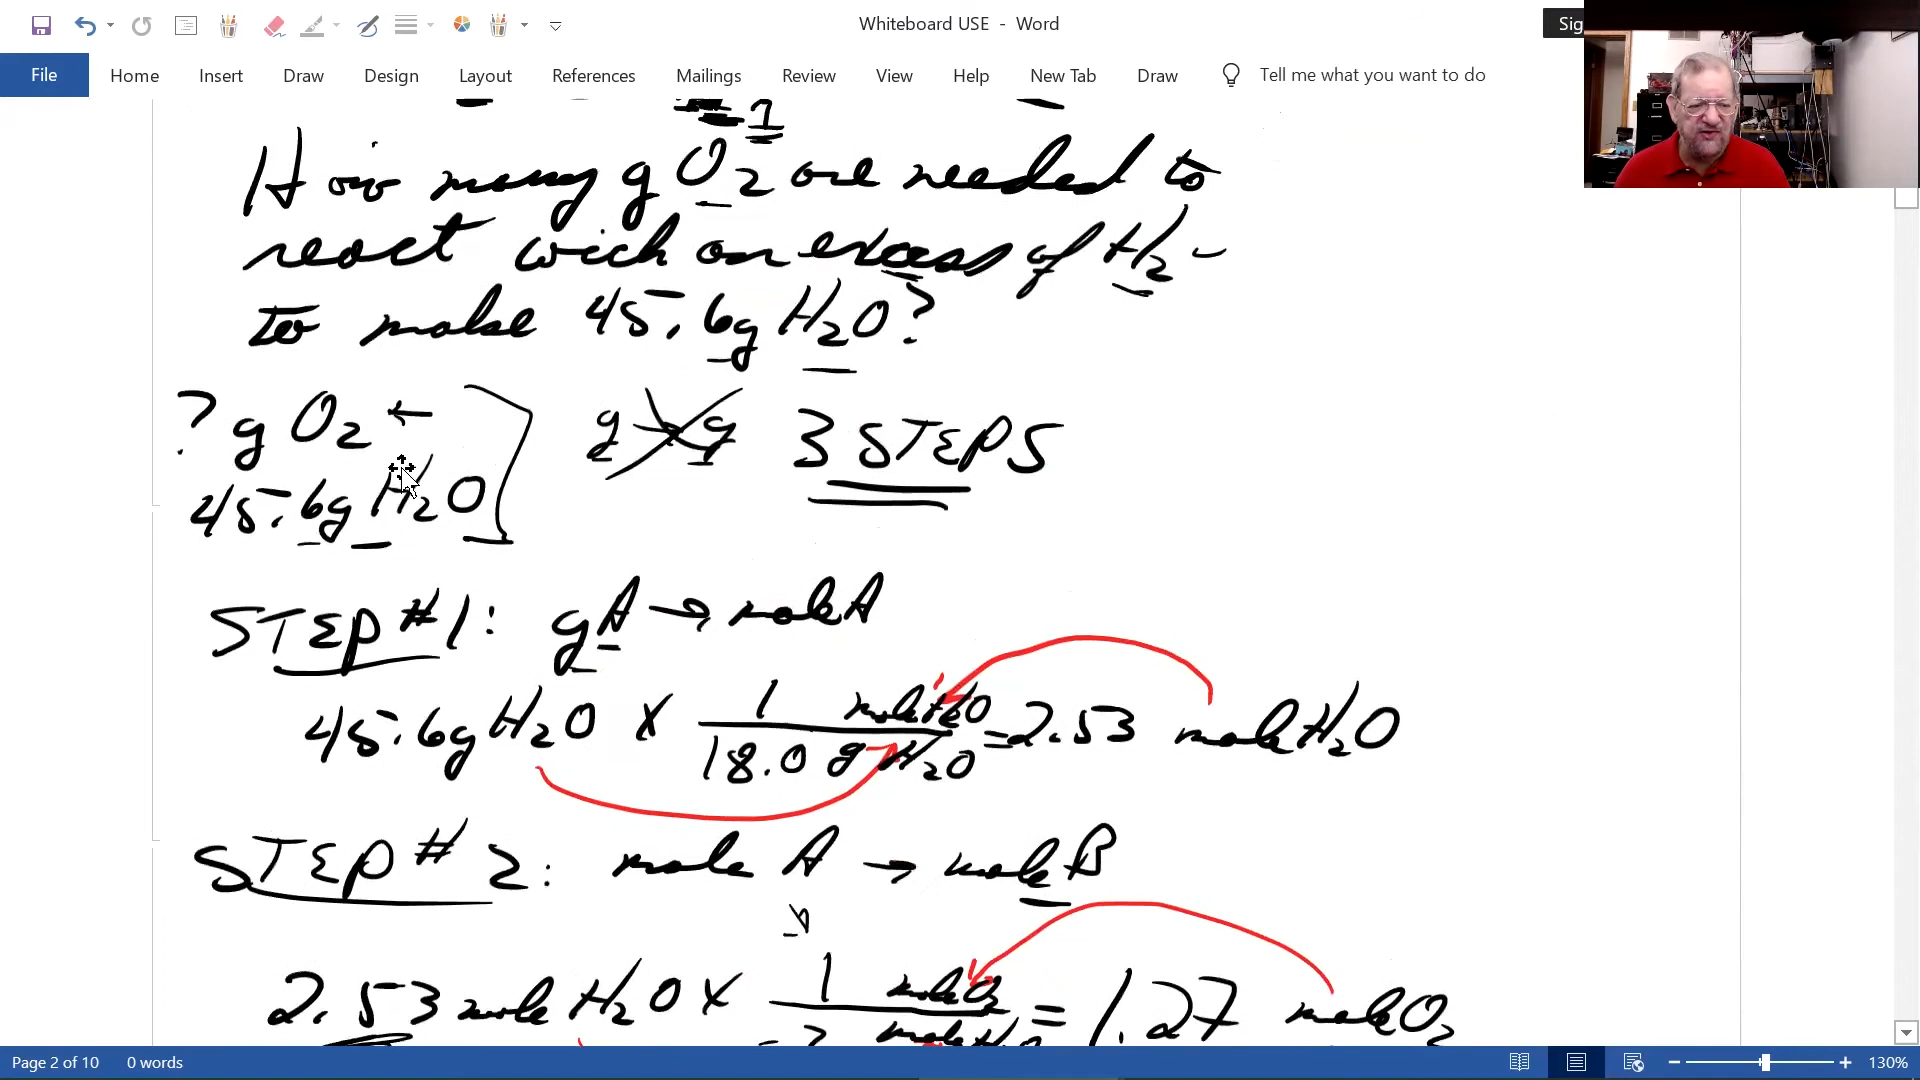 Whiteboard USE - Word
Sig
File Home Insert Draw Design Layout References Mailings Review View Help New Tab Draw Tell me what you want to do
How many g O2 are needed to
react with an excess of H2
to make 45.6g H2O?
? g O2 ←
g g 3 STEPS
45.6g H2O
STEP #1: gA → mole A
45.6g H2O X 1 mole H2O / 18.0 g H2O = 2.53 mole H2O
STEP # 2: mole A → mole B
2.53 mole H2O X 1 mole O2 / 2 mole H2O = 1.27 mole O2
Page 2 of 10 0 words 130%